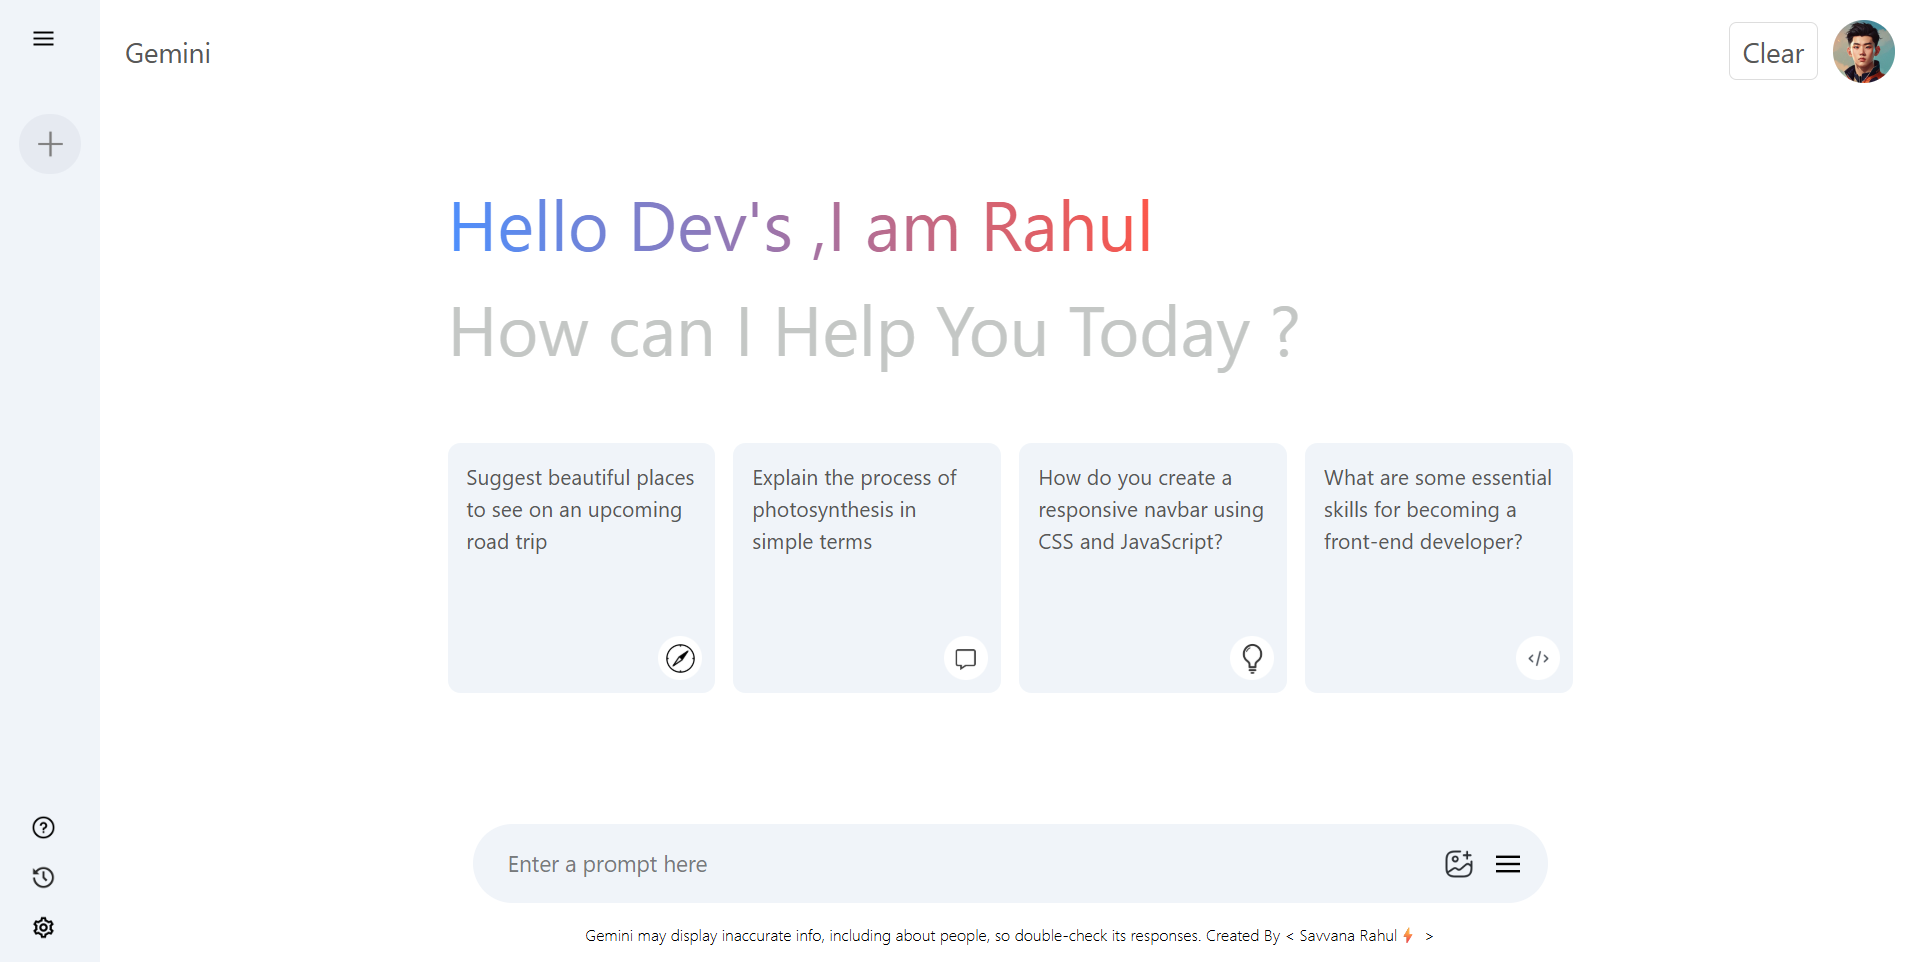 Gemini
Clear
Hello Dev's ,I am Rahul
How can I Help You Today ?
Suggest beautiful places
to see on an upcoming
road trip
Explain the process of
photosynthesis in
simple terms
How do you create a
responsive navbar using
CSS and JavaScript?
What are some essential
skills for becoming a
front-end developer?
Enter a prompt here
Gemini may display inaccurate info, including about people, so double-check its responses. Created By < Savvana Rahul⚡ >